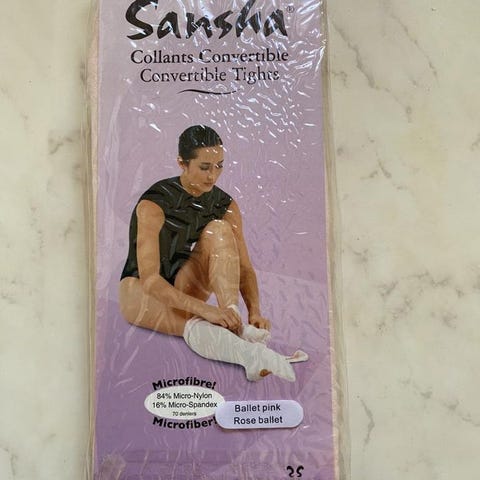 Sansha®
Collants Convertible
Convertible Tights
Microfibre!
84% Micro-Nylon
16% Micro-Spandex
70 deniers
Microfiber!
Ballet pink
Rose ballet